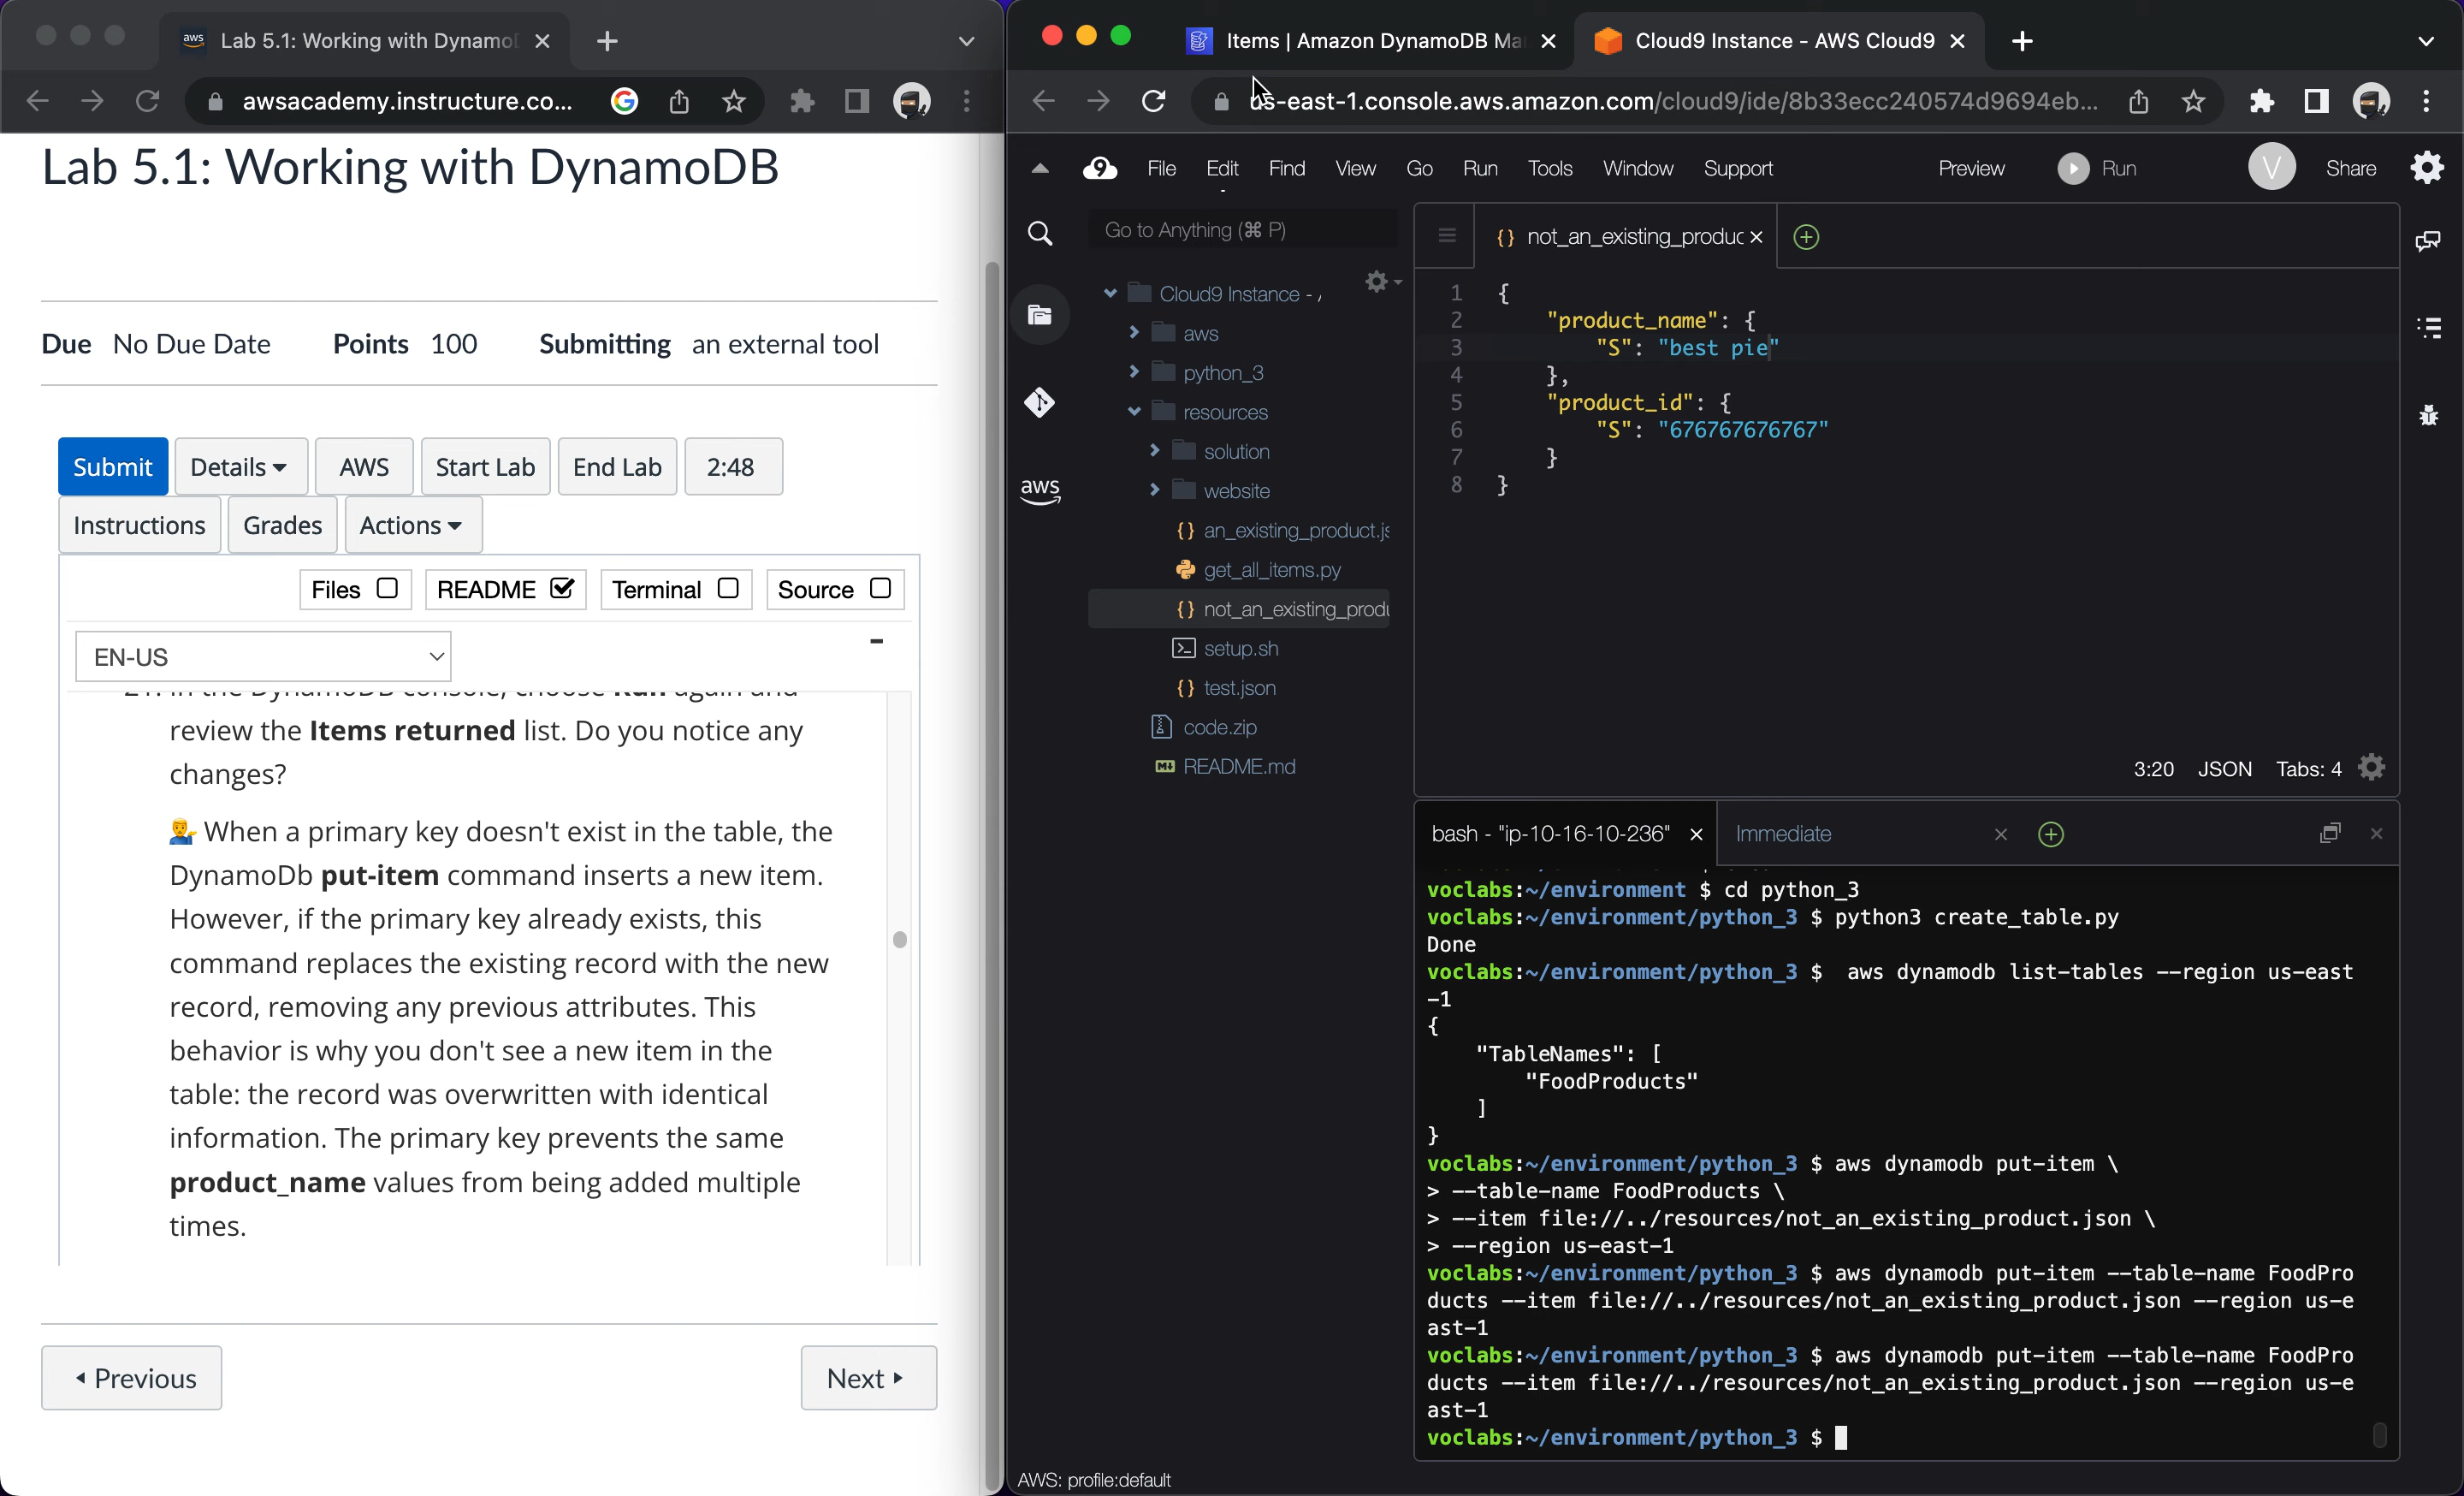 Lab 5.1: Working with Dynamo
awsacademy.instructure.co...
Lab 5.1: Working with DynamoDB
Due No Due Date Points 100 Submitting an external tool
Submit Details AWS Start Lab End Lab 2:48
Instructions Grades Actions
Files README Terminal Source
EN-US
21. In the DynamoDB console, choose Run again and
review the Items returned list. Do you notice any
changes?
When a primary key doesn't exist in the table, the
DynamoDb put-item command inserts a new item.
However, if the primary key already exists, this
command replaces the existing record with the new
record, removing any previous attributes. This
behavior is why you don't see a new item in the
table: the record was overwritten with identical
information. The primary key prevents the same
product_name values from being added multiple
times.
Previous Next
Items | Amazon DynamoDB Ma Cloud9 Instance - AWS Cloud9
us-east-1.console.aws.amazon.com/cloud9/ide/8b33ecc240574d9694eb...
9 File Edit Find View Go Run Tools Window Support Preview Run V Share
Go to Anything (⌘ P)
Cloud9 Instance - /
aws
python_3
resources
solution
website
an_existing_product.js
get_all_items.py
not_an_existing_produ
setup.sh
test.json
code.zip
README.md
aws
not_an_existing_produc
1 {
2 "product_name": {
3 "S": "best pie"
4 },
5 "product_id": {
6 "S": "676767676767"
7 }
8 }
3:20 JSON Tabs: 4
bash - "ip-10-16-10-236" Immediate
voclabs:~/environment $ cd python_3
voclabs:~/environment/python_3 $ python3 create_table.py
Done
voclabs:~/environment/python_3 $ aws dynamodb list-tables --region us-east
-1
{
"TableNames": [
"FoodProducts"
]
}
voclabs:~/environment/python_3 $ aws dynamodb put-item \
> --table-name FoodProducts \
> --item file://../resources/not_an_existing_product.json \
> --region us-east-1
voclabs:~/environment/python_3 $ aws dynamodb put-item --table-name FoodPro
ducts --item file://../resources/not_an_existing_product.json --region us-e
ast-1
voclabs:~/environment/python_3 $ aws dynamodb put-item --table-name FoodPro
ducts --item file://../resources/not_an_existing_product.json --region us-e
ast-1
voclabs:~/environment/python_3 $
AWS: profile:default